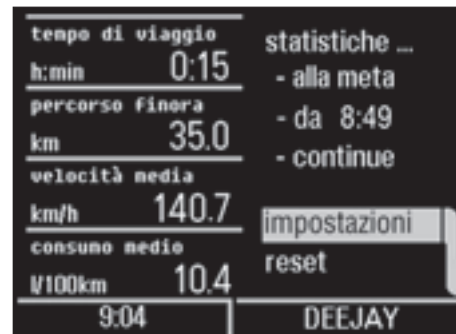 tempo di viaggio
h:min 0:15
percorso finora
km 35.0
velocità media
km/h 140.7
consumo medio
l/100km 10.4
9:04
statistiche ...
- alla meta
- da 8:49
- continue
impostazioni
reset
DEEJAY